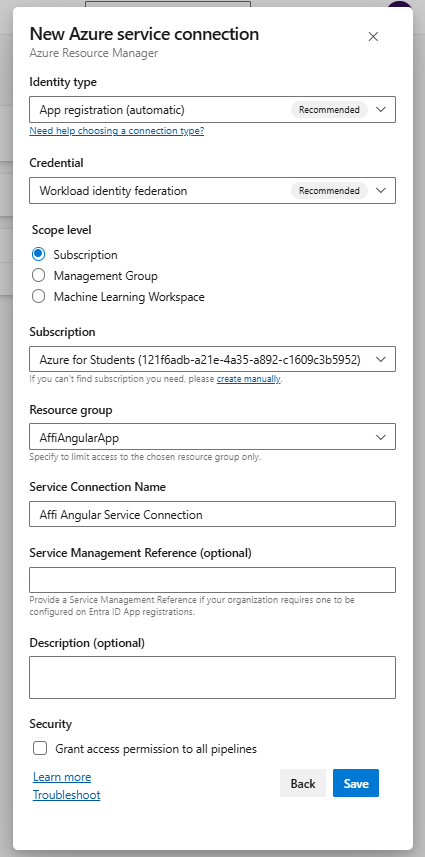 New Azure service connection
Azure Resource Manager
Identity type
App registration (automatic) Recommended
Need help choosing a connection type?
Credential
Workload identity federation Recommended
Scope level
Subscription
Management Group
Machine Learning Workspace
Subscription
Azure for Students (121f6adb-a21e-4a35-a892-c1609c3b5952)
If you can't find subscription you need, please create manually.
Resource group
AffiAngularApp
Specify to limit access to the chosen resource group only.
Service Connection Name
Affi Angular Service Connection
Service Management Reference (optional)
Provide a Service Management Reference if your organization requires one to be
configured on Entra ID App registrations.
Description (optional)
Security
Grant access permission to all pipelines
Learn more
Troubleshoot
Back Save